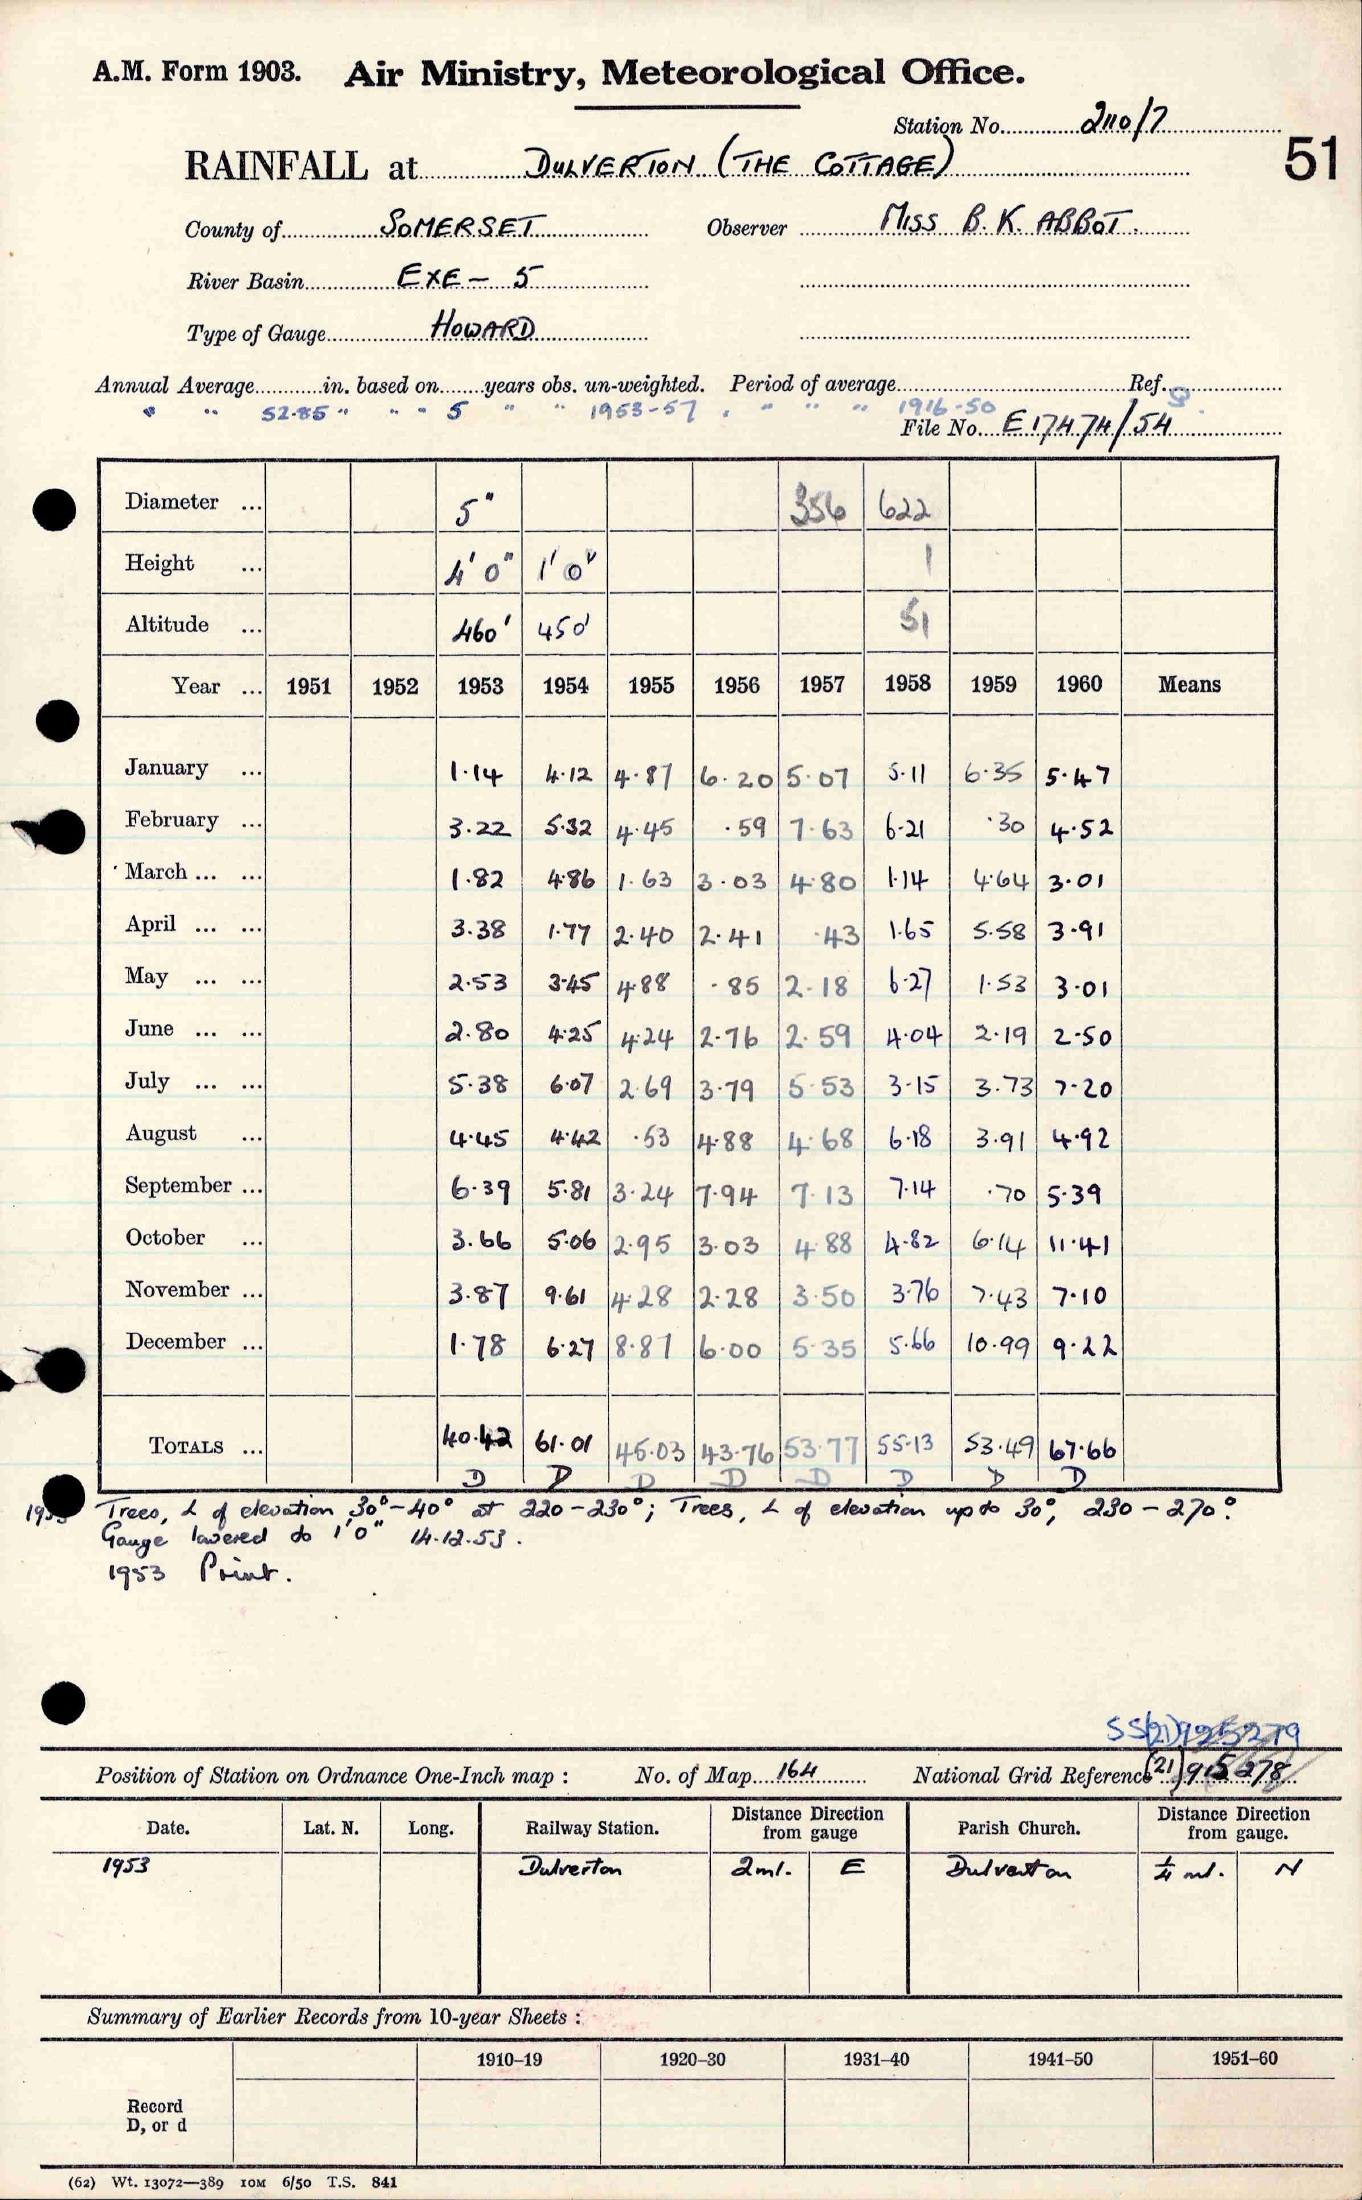 A.M. Form 1903. Air Ministry, Meteorological Office.
Station No. 2110/7
51
RAINFALL at DULVERTON (THE COTTAGE)
County of SOMERSET Observer MISS B. K. ABBOT.
River Basin EXE - 5
Type of Gauge HOWARD
Annual Average in. based on years obs. un-weighted. Period of average Ref.
" " 52.85 " " " 5 " " 1953-57 " " " " 1916-50
File No. E17474/54
Diameter ... 5" 356 622
Height ... 4' 0" 1' 0" 1
Altitude ... 460' 450' 51
Year ... 1951 1952 1953 1954 1955 1956 1957 1958 1959 1960 Means
January ... 1.14 4.12 4.87 6.20 5.07 5.11 6.35 5.47
February ... 3.22 5.32 4.45 .59 7.63 6.21 .30 4.52
March ... ... 1.82 4.86 1.63 3.03 4.80 1.14 4.64 3.01
April ... ... 3.38 1.77 2.40 2.41 .43 1.65 5.58 3.91
May ... ... 2.53 3.45 4.88 .85 2.18 6.27 1.53 3.01
June ... ... 2.80 4.25 4.24 2.76 2.59 4.04 2.19 2.50
July ... ... 5.38 6.07 2.69 3.79 5.53 3.15 3.73 7.20
August ... 4.45 4.42 .53 4.88 4.68 6.18 3.91 4.92
September ... 6.39 5.81 3.24 7.94 7.13 7.14 .70 5.39
October ... 3.66 5.06 2.95 3.03 4.88 4.82 6.14 11.41
November ... 3.87 9.61 4.28 2.28 3.50 3.76 7.43 7.10
December ... 1.78 6.27 8.87 6.00 5.35 5.66 10.99 9.22
TOTALS ... 40.42 61.01 45.03 43.76 53.77 55.13 53.49 67.66
D D D D D D D D
Trees, L of elevation 30°-40° at 220-230°; Trees, L of elevation up to 30°, 230-270°.
Gauge lowered to 1' 0" 14.12.53.
1953 Print.
SS(21)925279
Position of Station on Ordnance One-Inch map : No. of Map 164 National Grid Reference (21)915278
Date. Lat. N. Long. Railway Station. Distance Direction from gauge Parish Church. Distance Direction from gauge.
1953 Dulverton 2ml. E Dulverton ¼ ml. N
Summary of Earlier Records from 10-year Sheets :
1910–19 1920–30 1931–40 1941–50 1951–60
Record
D, or d
(62) Wt. 13072—389 10M 6/50 T.S. 841